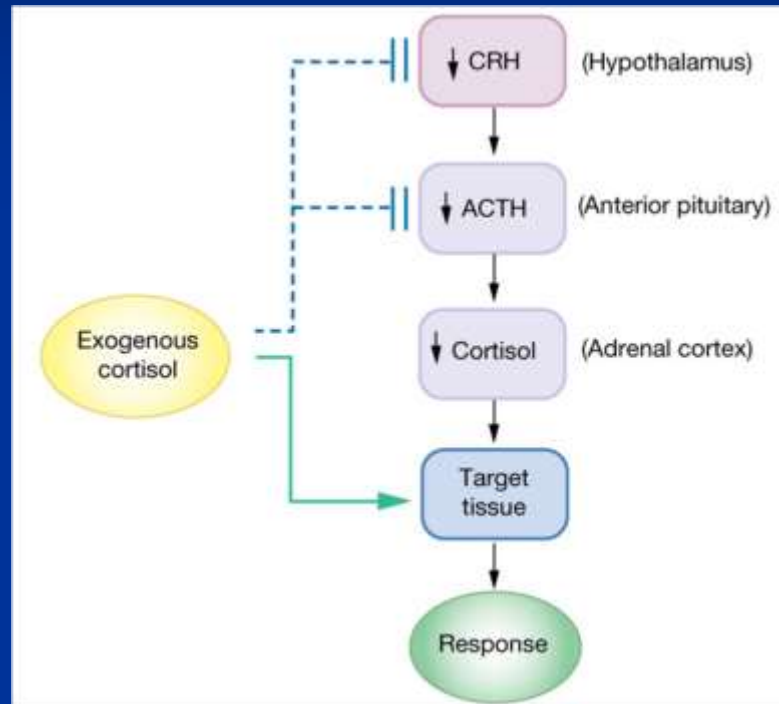 ↓ CRH
(Hypothalamus)
↓ ACTH
(Anterior pituitary)
Exogenous
cortisol
↓ Cortisol
(Adrenal cortex)
Target
tissue
Response